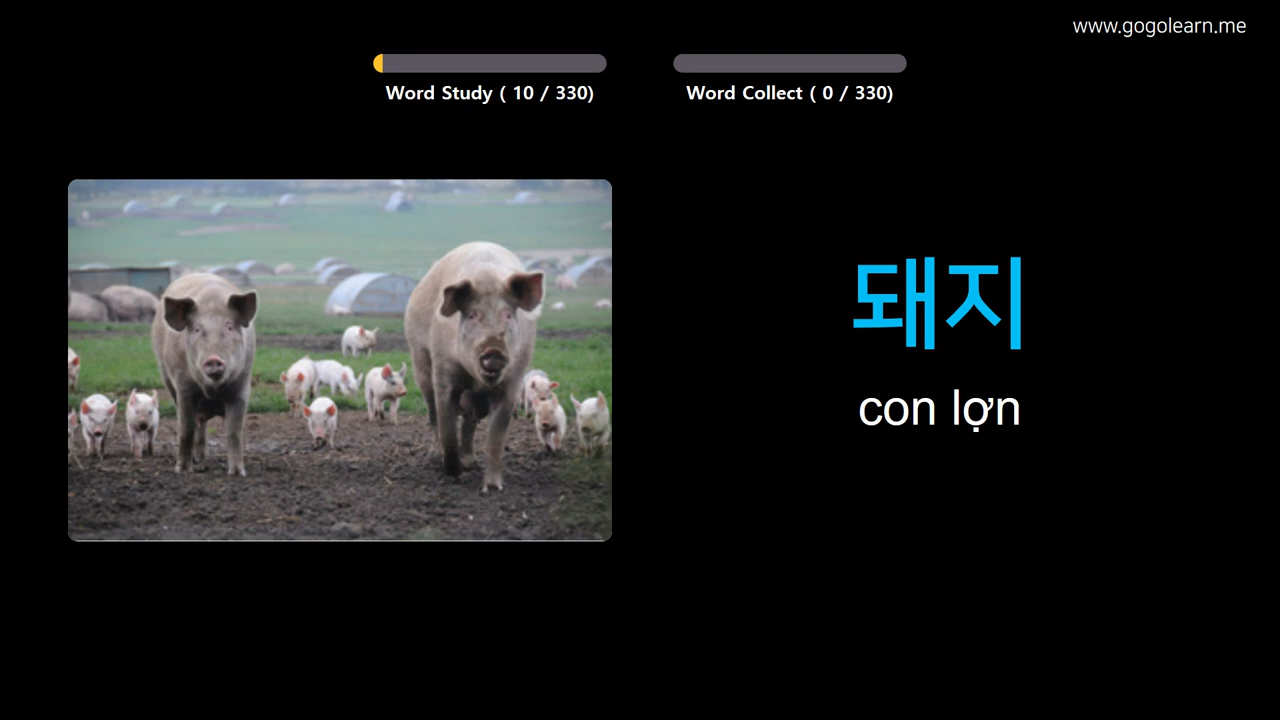 www.gogolearn.me
Word Study ( 10 / 330)
Word Collect ( 0 / 330)
돼지
con lợn